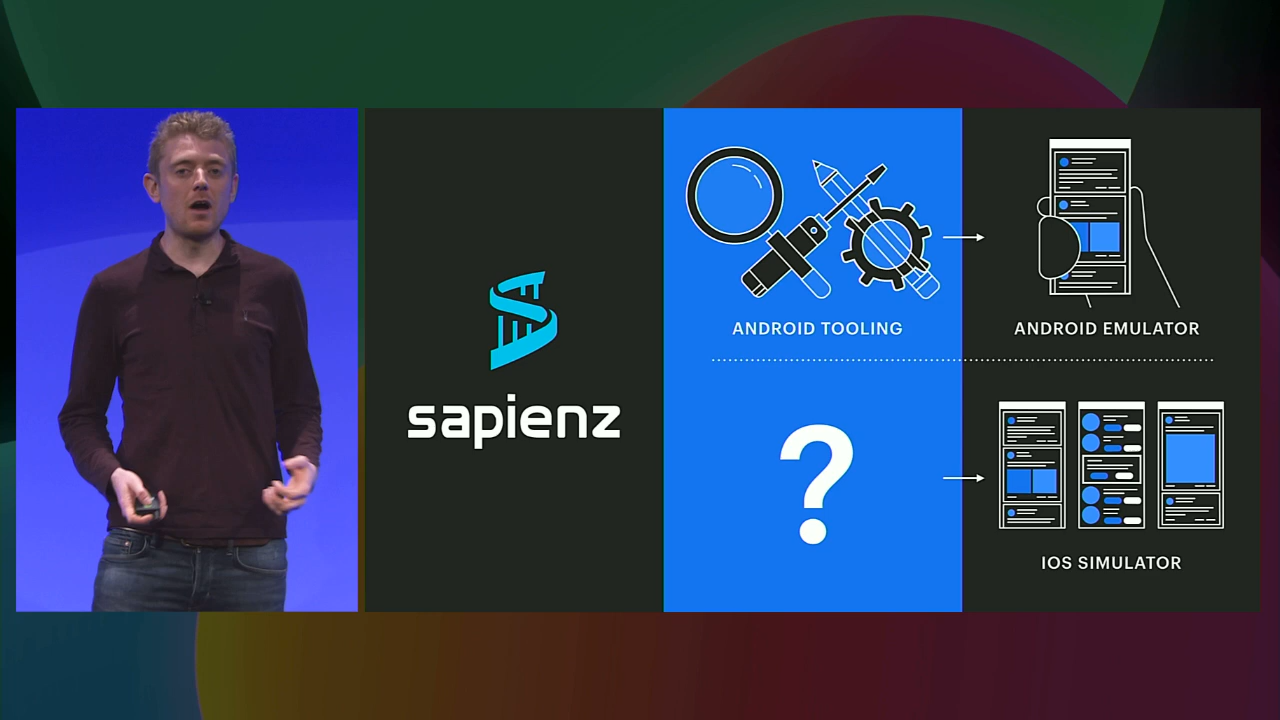 sapienz
ANDROID TOOLING
ANDROID EMULATOR
?
IOS SIMULATOR